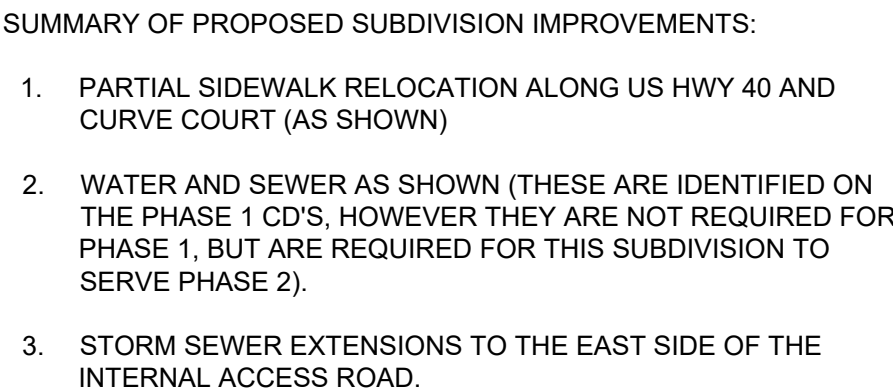 SUMMARY OF PROPOSED SUBDIVISION IMPROVEMENTS:
1. PARTIAL SIDEWALK RELOCATION ALONG US HWY 40 AND
CURVE COURT (AS SHOWN)
2. WATER AND SEWER AS SHOWN (THESE ARE IDENTIFIED ON
THE PHASE 1 CD'S, HOWEVER THEY ARE NOT REQUIRED FOR
PHASE 1, BUT ARE REQUIRED FOR THIS SUBDIVISION TO
SERVE PHASE 2).
3. STORM SEWER EXTENSIONS TO THE EAST SIDE OF THE
INTERNAL ACCESS ROAD.